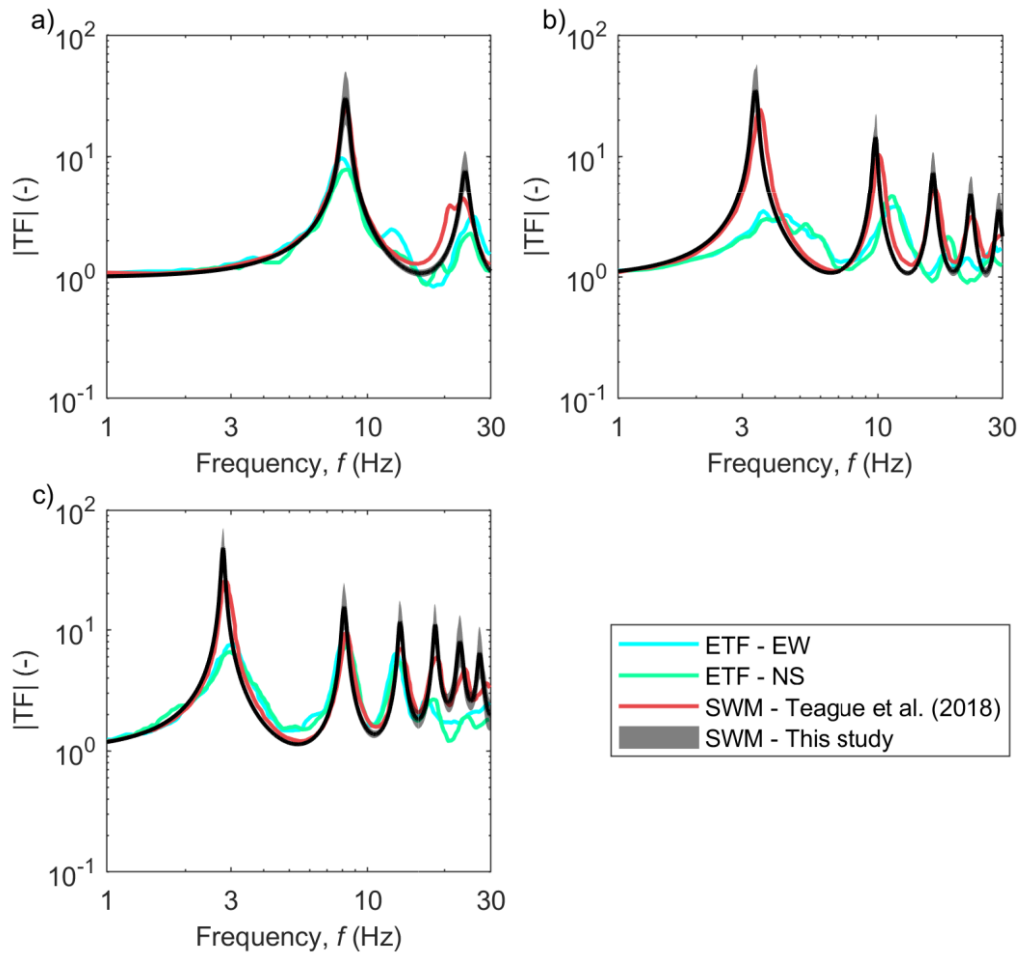 a)
10^2
10^1
10^0
10^-1
|TF| (-)
1 3 10 30
Frequency, f (Hz)
b)
10^2
10^1
10^0
10^-1
|TF| (-)
1 3 10 30
Frequency, f (Hz)
c)
10^2
10^1
10^0
10^-1
|TF| (-)
1 3 10 30
Frequency, f (Hz)
ETF - EW
ETF - NS
SWM - Teague et al. (2018)
SWM - This study